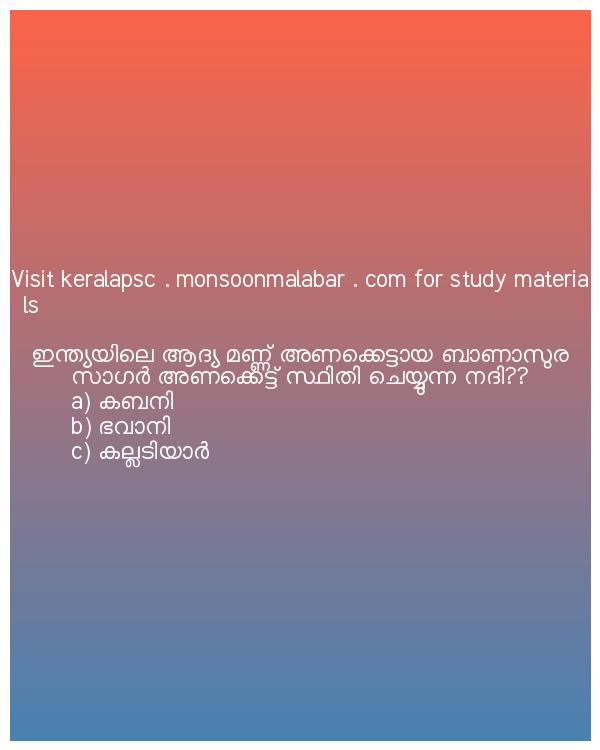 Visit keralapsc . monsoonmalabar . com for study materia
ls
ഇന്ത്യയിലെ ആദ്യ മണ്ണ് അണക്കെട്ടായ ബാണാസുര
സാഗർ അണക്കെട്ട് സ്ഥിതി ചെയ്യുന്ന നദി??
a) കബനി
b) ഭവാനി
c) കല്ലടിയാർ